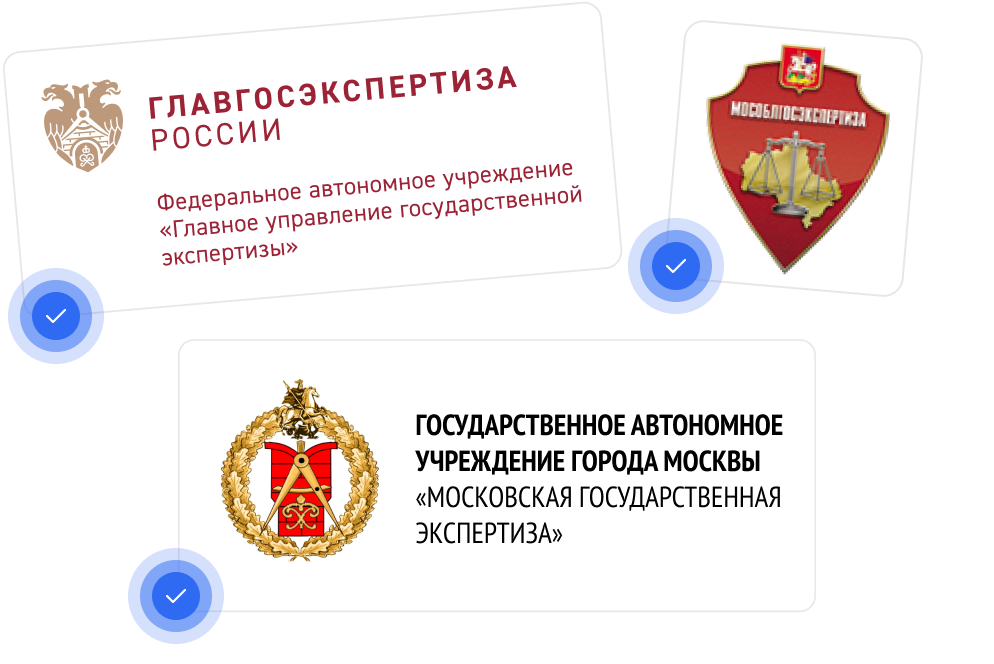 ГЛАВГОСЭКСПЕРТИЗА
РОССИИ
Федеральное автономное учреждение
«Главное управление государственной
экспертизы»
МОСОБЛГОСЭКСПЕРТИЗА
ГОСУДАРСТВЕННОЕ АВТОНОМНОЕ
УЧРЕЖДЕНИЕ ГОРОДА МОСКВЫ
«МОСКОВСКАЯ ГОСУДАРСТВЕННАЯ
ЭКСПЕРТИЗА»